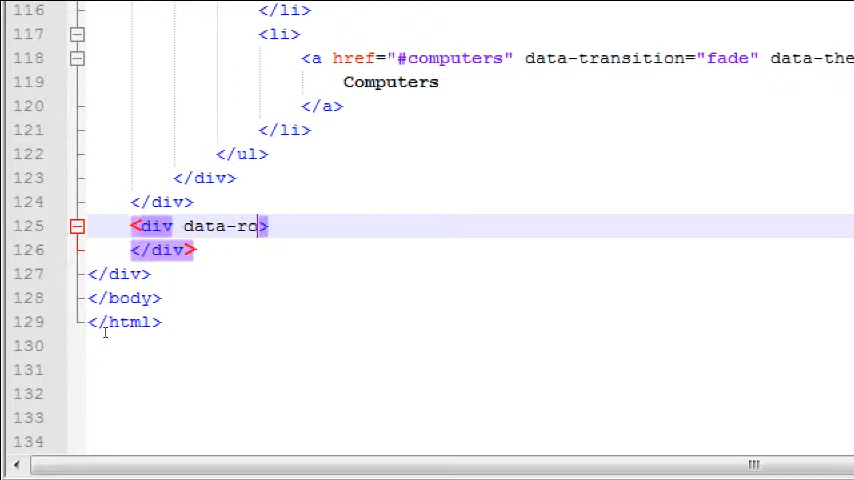 116 </li>
117 <li>
118 <a href="#computers" data-transition="fade" data-the
119 Computers
120 </a>
121 </li>
122 </ul>
123 </div>
124 </div>
125 <div data-ro>
126 </div>
127 </div>
128 </body>
129 </html>
130
131
132
133
134